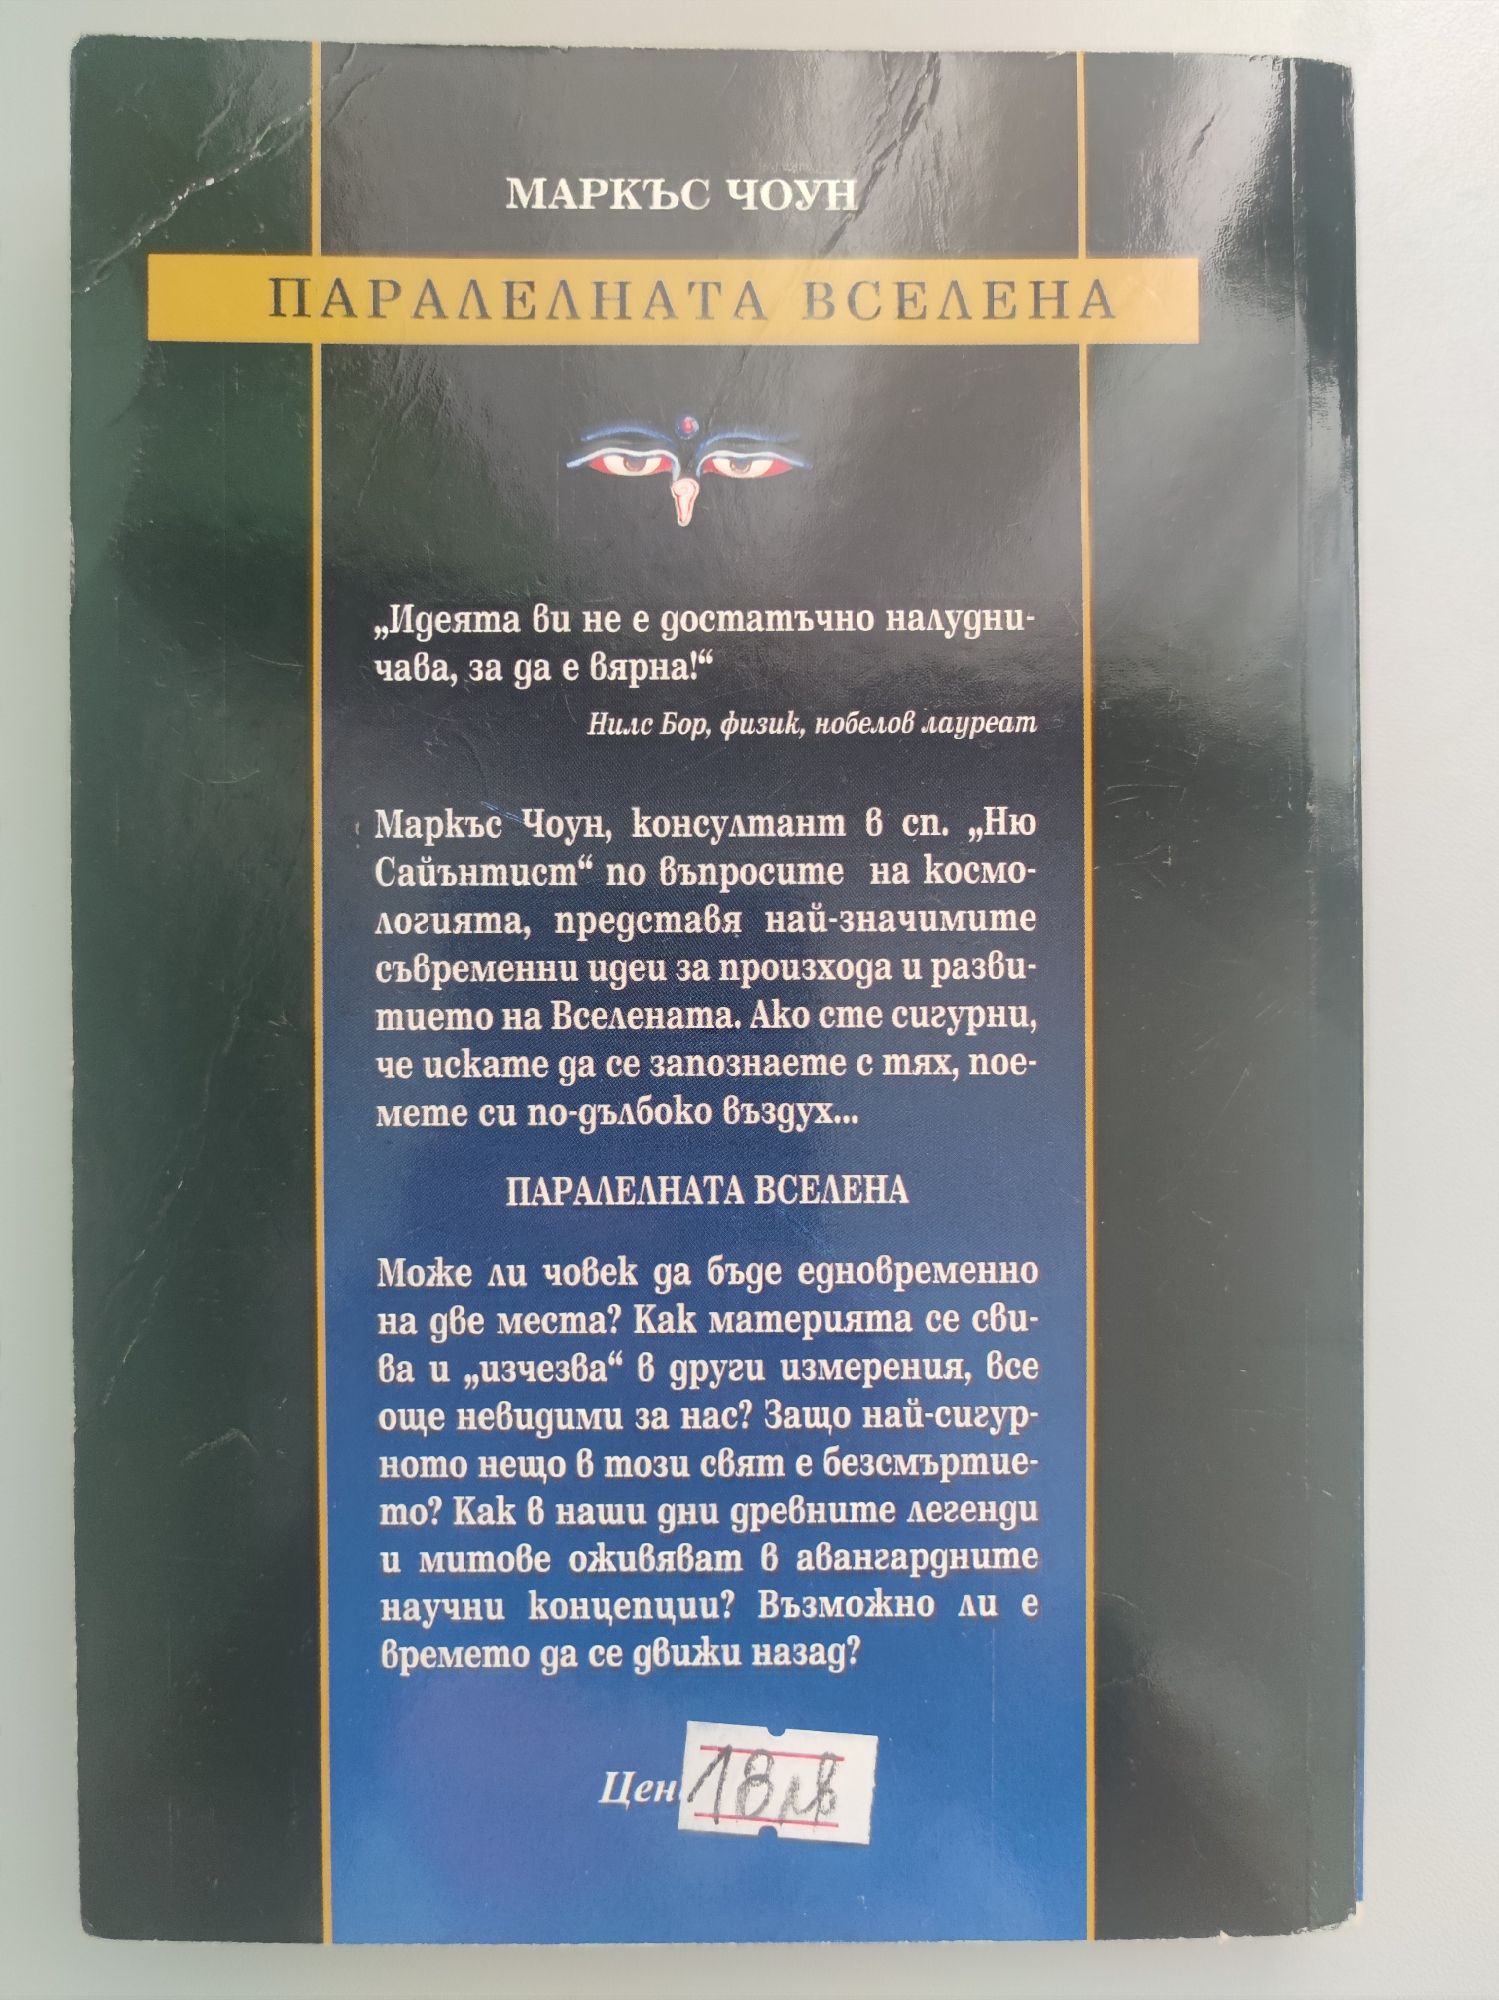 МАРКЪС ЧОУН
ПАРАЛЕЛНАТА ВСЕЛЕНА
„Идеята ви не е достатъчно налудни-
чава, за да е вярна!“
Нилс Бор, физик, нобелов лауреат
Маркъс Чоун, консултант в сп. „Ню
Сайънтист“ по въпросите на космо-
логията, представя най-значимите
съвременни идеи за произхода и разви-
тието на Вселената. Ако сте сигурни,
че искате да се запознаете с тях, пое-
мете си по-дълбоко въздух...
ПАРАЛЕЛНАТА ВСЕЛЕНА
Може ли човек да бъде едновременно
на две места? Как материята се сви-
ва и „изчезва“ в други измерения, все
още невидими за нас? Защо най-сигур-
ното нещо в този свят е безсмъртие-
то? Как в наши дни древните легенди
и митове оживяват в авангардните
научни концепции? Възможно ли е
времето да се движи назад?
18лв